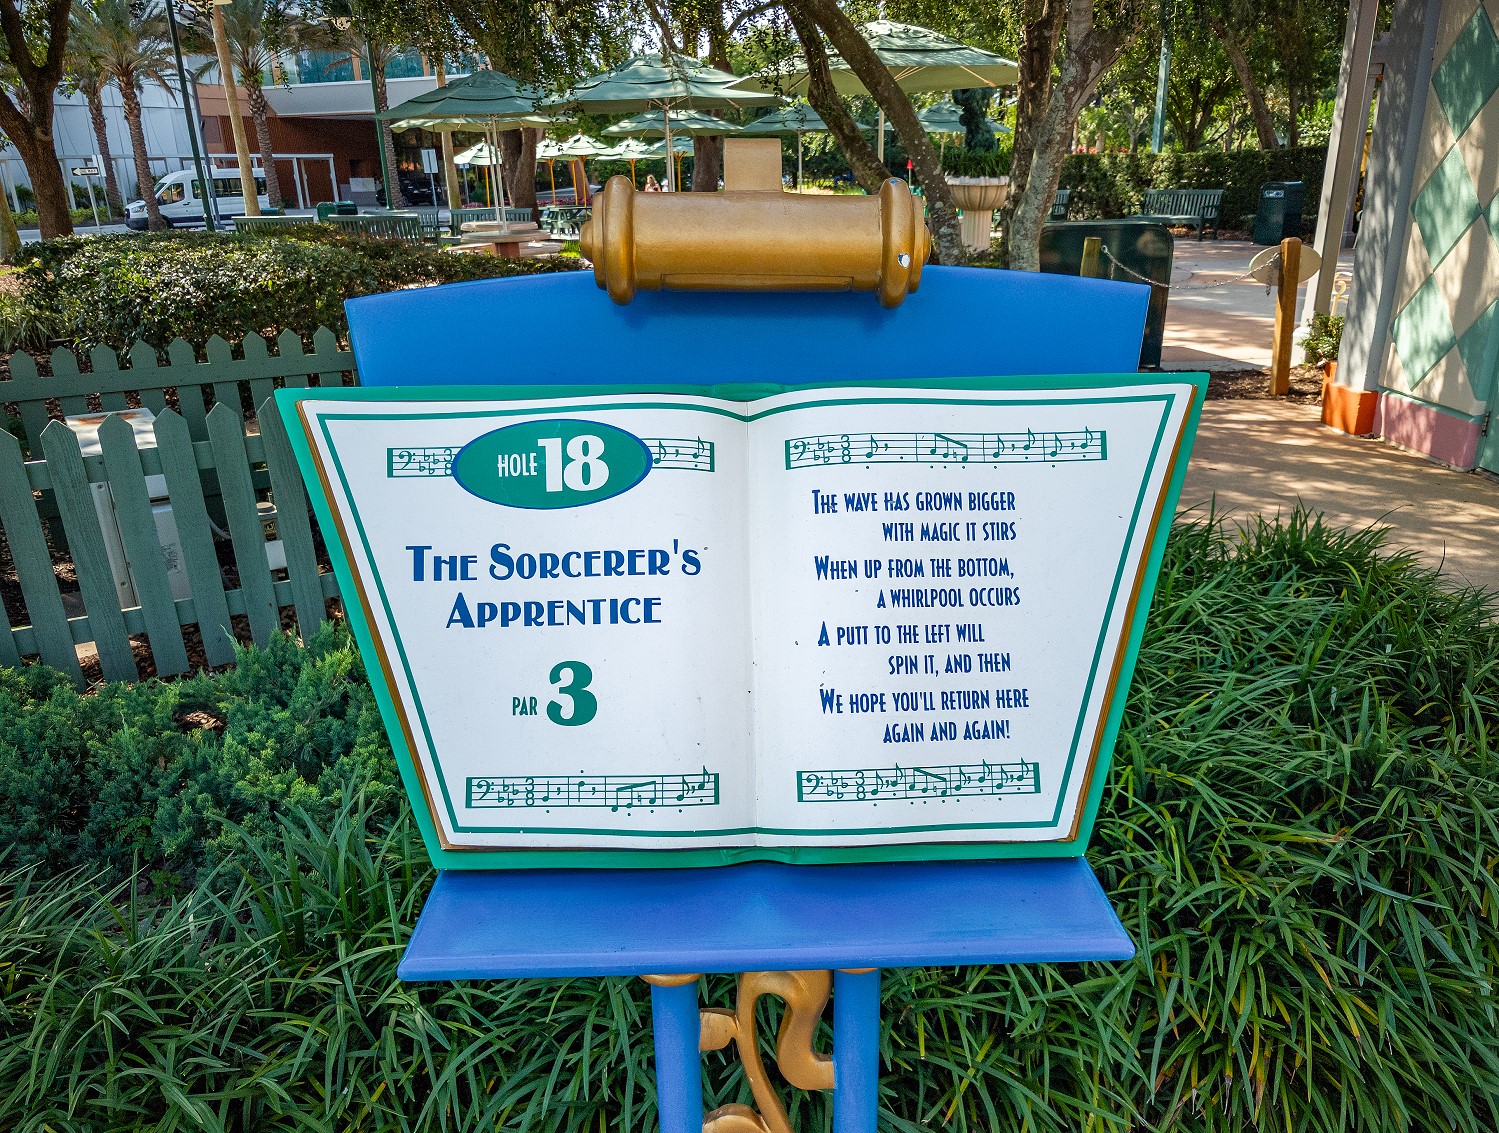 HOLE 18
THE SORCERER'S
APPRENTICE
PAR 3
THE WAVE HAS GROWN BIGGER
WITH MAGIC IT STIRS
WHEN UP FROM THE BOTTOM,
A WHIRLPOOL OCCURS
A PUTT TO THE LEFT WILL
SPIN IT, AND THEN
WE HOPE YOU'LL RETURN HERE
AGAIN AND AGAIN!